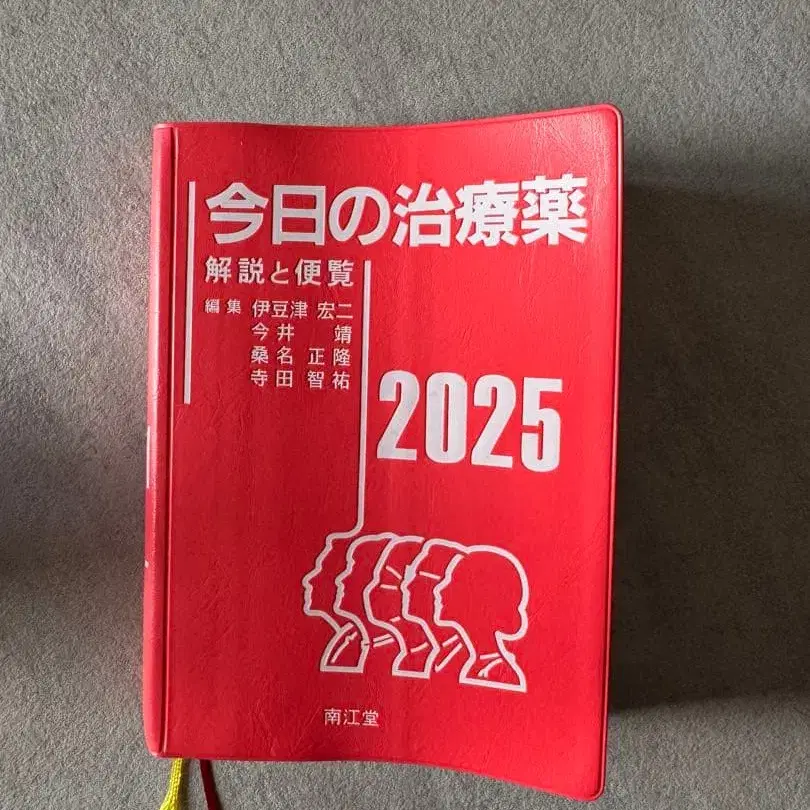 今日の治療薬
解説と便覧
編集 伊豆津 宏二
今井 靖
桑名 正隆
寺田 智祐
2025
南江堂